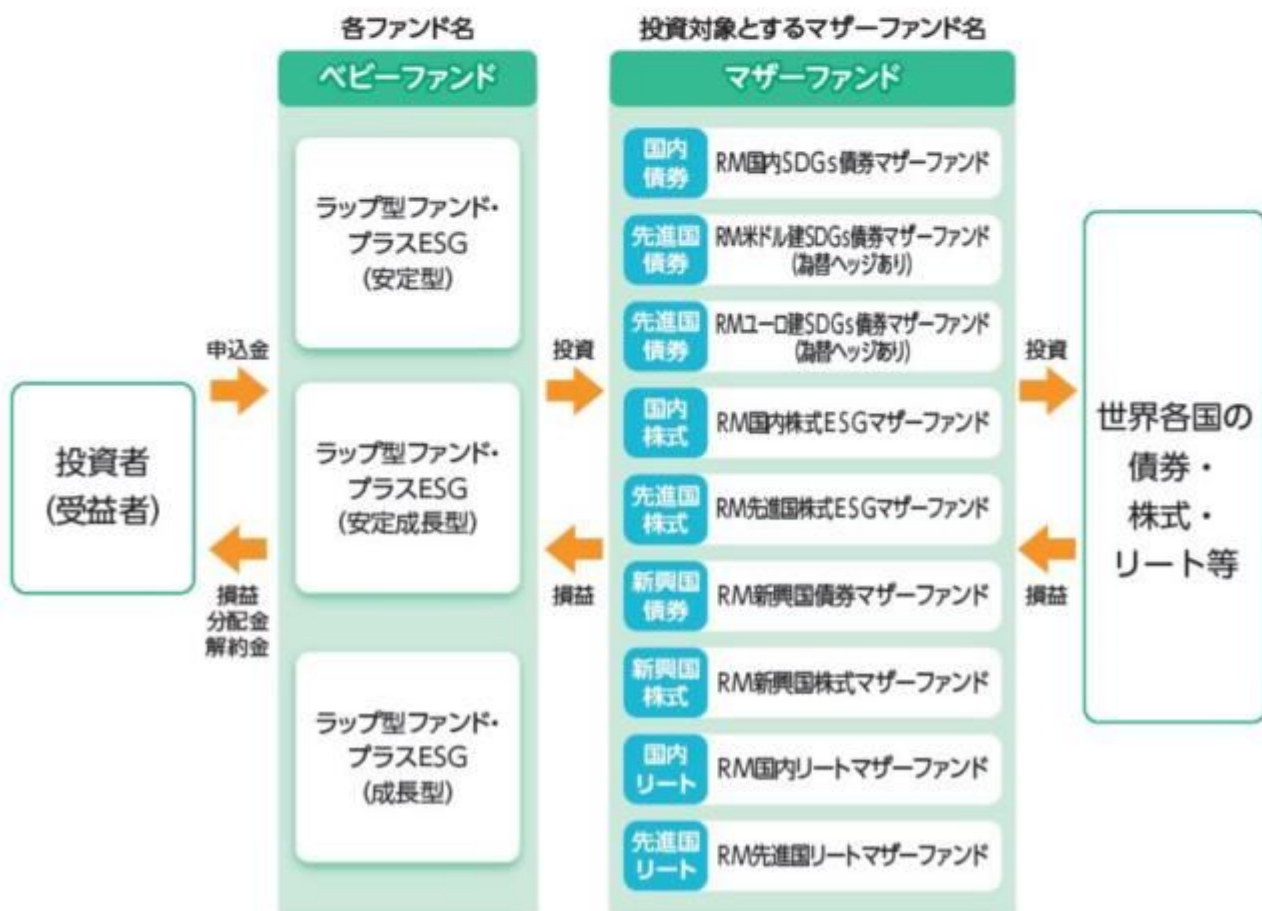 各ファンド名
投資対象とするマザーファンド名
ベビーファンド
マザーファンド
投資者
(受益者)
申込金
損益
分配金
解約金
ラップ型ファンド・
プラスESG
(安定型)
ラップ型ファンド・
プラスESG
(安定成長型)
ラップ型ファンド・
プラスESG
(成長型)
投資
損益
国内
債券
RM国内SDGs債券マザーファンド
先進国
債券
RM米ドル建SDGs債券マザーファンド
(為替ヘッジあり)
先進国
債券
RMユーロ建SDGs債券マザーファンド
(為替ヘッジあり)
国内
株式
RM国内株式ESGマザーファンド
先進国
株式
RM先進国株式ESGマザーファンド
新興国
債券
RM新興国債券マザーファンド
新興国
株式
RM新興国株式マザーファンド
国内
リート
RM国内リートマザーファンド
先進国
リート
RM先進国リートマザーファンド
投資
損益
世界各国の
債券・
株式・
リート等